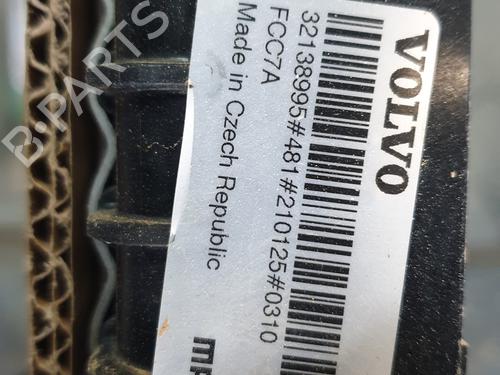 VOLVO
32138995#481#210125#0310
FCC7A
Made in Czech Republic
B-PARTS